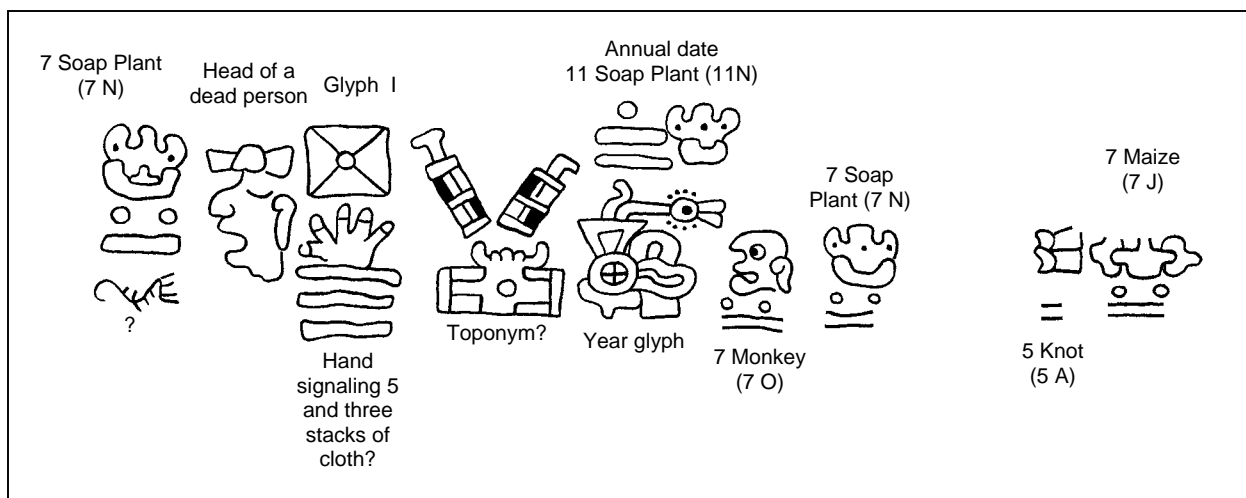 7 Soap Plant
(7 N)
Head of a
dead person
Glyph I
Annual date
11 Soap Plant (11N)
7 Soap
Plant (7 N)
7 Maize
(7 J)
?
Toponym?
Year glyph
7 Monkey
(7 O)
5 Knot
(5 A)
Hand
signaling 5
and three
stacks of
cloth?